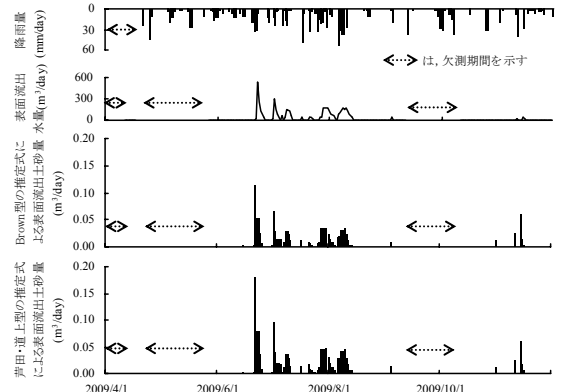 降雨量
(mm/day)
0
30
60
は，欠測期間を示す
表面流出
水量(m³/day)
600
300
0
Brown型の推定式に
よる表面流出土砂量
(m³/day)
0.20
0.15
0.10
0.05
0.00
芦田・道上型の推定式
による表面流出土砂量
(m³/day)
0.20
0.15
0.10
0.05
0.00
2009/4/1 2009/6/1 2009/8/1 2009/10/1